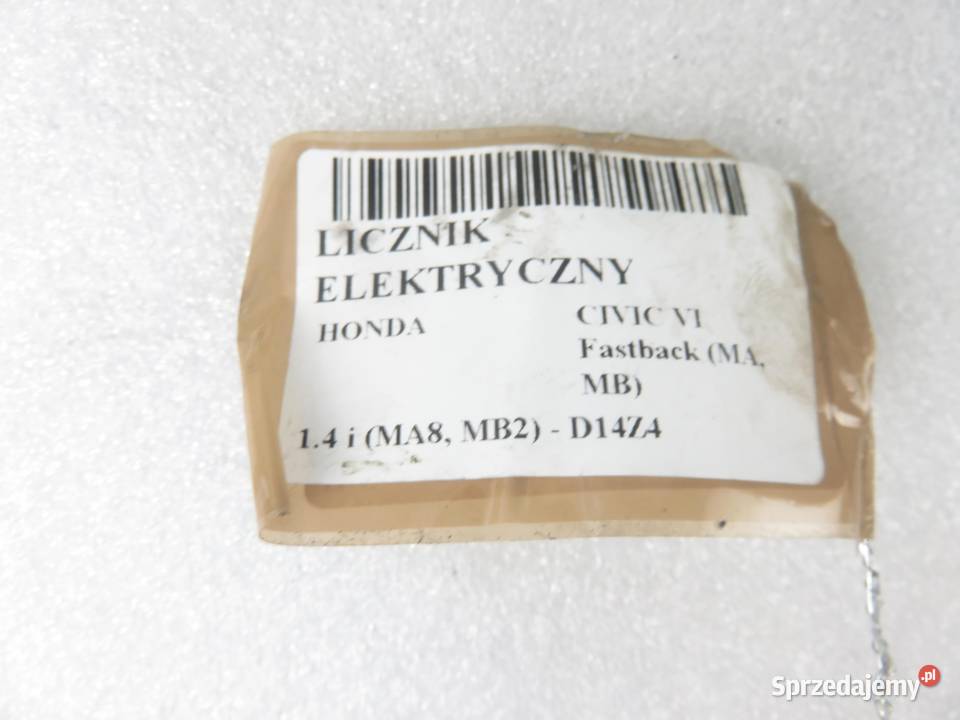 LICZNIK
ELEKTRYCZNY
HONDA
CIVIC VI
Fastback (MA,
MB)
1.4 i (MA8, MB2) - D14Z4
Sprzedajemy.pl